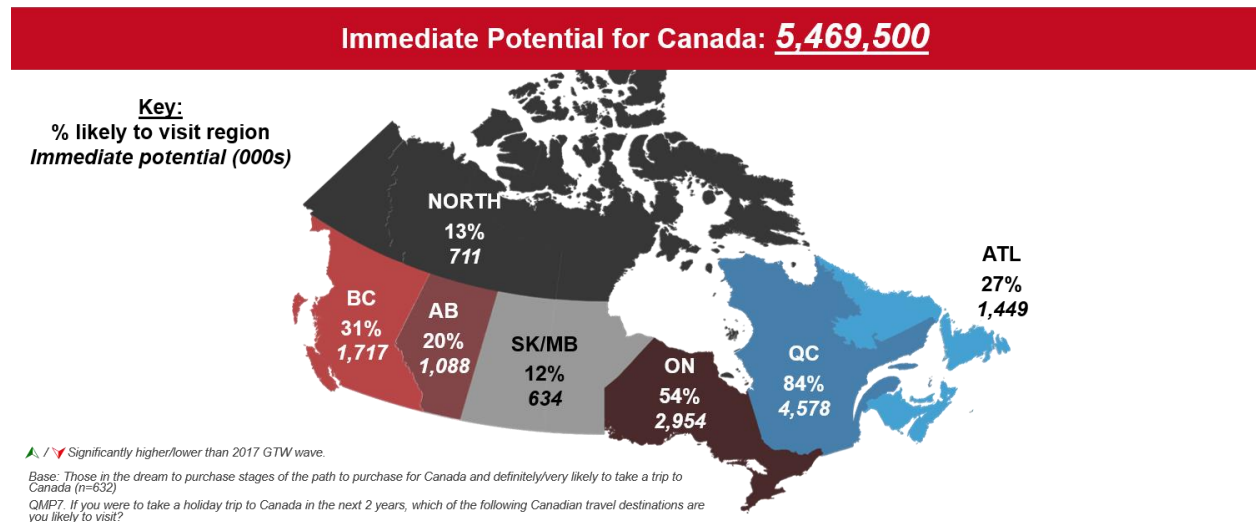 Immediate Potential for Canada: 5,469,500
Key:
% likely to visit region
Immediate potential (000s)
NORTH
13%
711
ATL
27%
1,449
BC
31%
1,717
AB
20%
1,088
SK/MB
12%
634
ON
54%
2,954
QC
84%
4,578
/ Significantly higher/lower than 2017 GTW wave.
Base: Those in the dream to purchase stages of the path to purchase for Canada and definitely/very likely to take a trip to
Canada (n=632)
QMP7. If you were to take a holiday trip to Canada in the next 2 years, which of the following Canadian travel destinations are
you likely to visit?